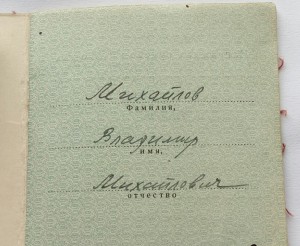 Михайлов
Фамилия,
Владимир
имя,
Михайлович
отчество